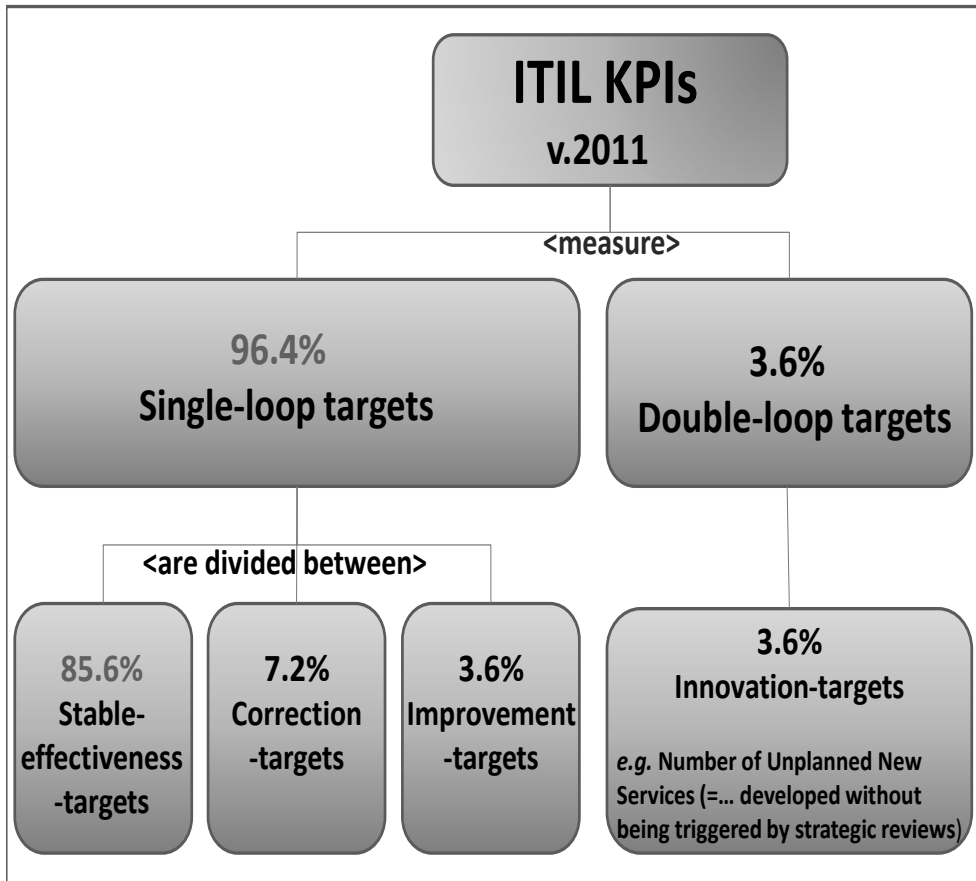 ITIL KPIs
v.2011
<measure>
96.4%
Single-loop targets
3.6%
Double-loop targets
<are divided between>
85.6%
Stable-
effectiveness
-targets
7.2%
Correction
-targets
3.6%
Improvement
-targets
3.6%
Innovation-targets
e.g. Number of Unplanned New
Services (=... developed without
being triggered by strategic reviews)